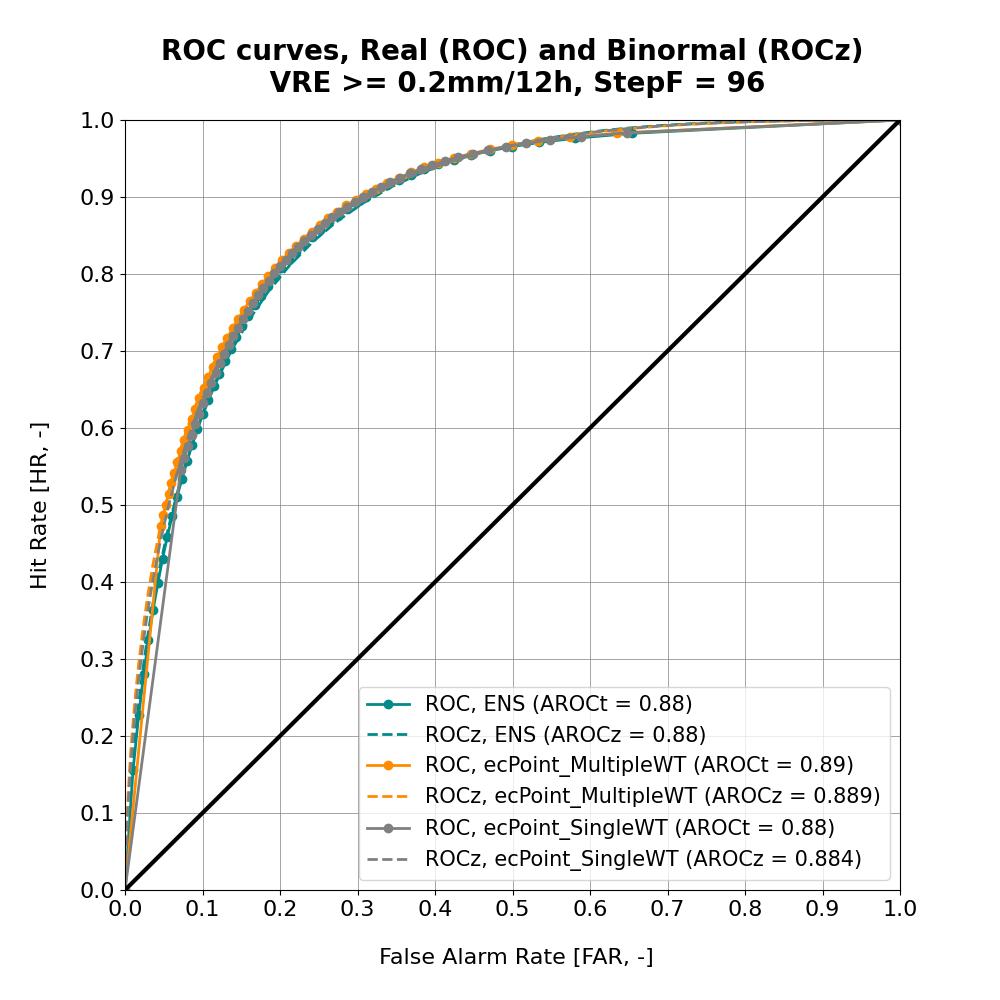 ROC curves, Real (ROC) and Binormal (ROCz)
VRE >= 0.2mm/12h, StepF = 96
1.0
0.9
0.8
0.7
0.6
0.5
0.4
0.3
0.2
0.1
0.0
Hit Rate [HR, -]
ROC, ENS (AROCt = 0.88)
ROCz, ENS (AROCz = 0.88)
ROC, ecPoint_MultipleWT (AROCt = 0.89)
ROCz, ecPoint_MultipleWT (AROCz = 0.889)
ROC, ecPoint_SingleWT (AROCt = 0.88)
ROCz, ecPoint_SingleWT (AROCz = 0.884)
0.0 0.1 0.2 0.3 0.4 0.5 0.6 0.7 0.8 0.9 1.0
False Alarm Rate [FAR, -]